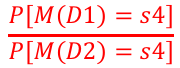 P[M(D1) = s4]
P[M(D2) = s4]